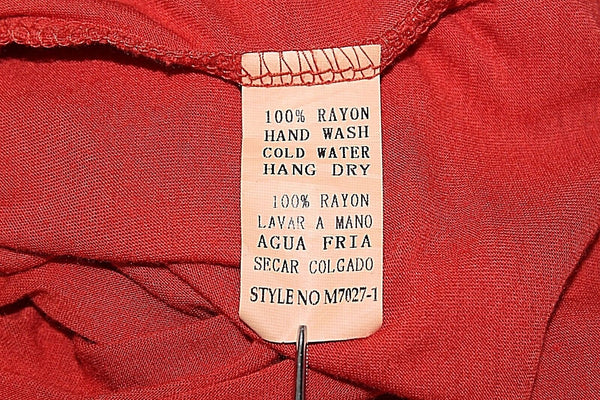 100% RAYON
HAND WASH
COLD WATER
HANG DRY
100% RAYON
LAVAR A MANO
AGUA FRIA
SECAR COLGADO
STYLE NO M7027-1